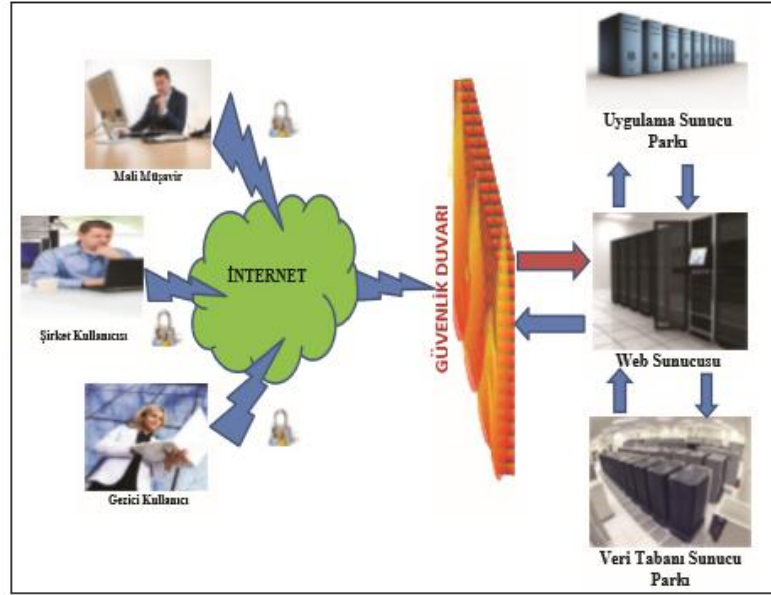 Mali Müşavir
Şirket Kullanıcısı
Gezici Kullanıcı
İNTERNET
GÜVENLİK DUVARI
Uygulama Sunucu
Parkı
Web Sunucusu
Veri Tabanı Sunucu
Parkı